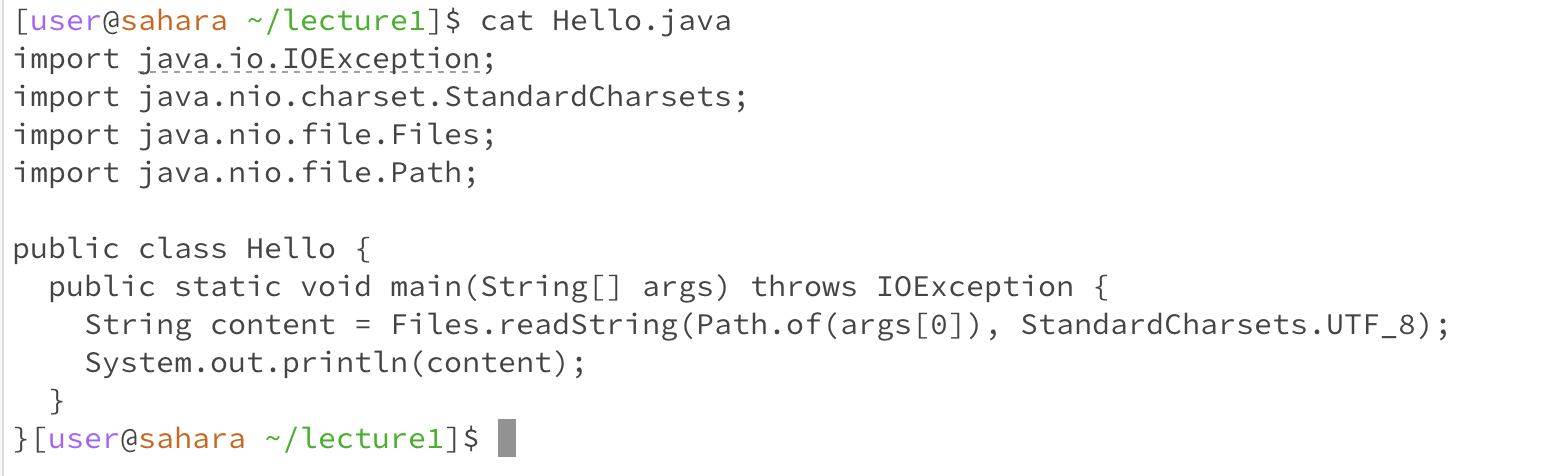 [user@sahara ~/lecture1]$ cat Hello.java
import java.io.IOException;
import java.nio.charset.StandardCharsets;
import java.nio.file.Files;
import java.nio.file.Path;

public class Hello {
  public static void main(String[] args) throws IOException {
    String content = Files.readString(Path.of(args[0]), StandardCharsets.UTF_8);
    System.out.println(content);
  }
}[user@sahara ~/lecture1]$